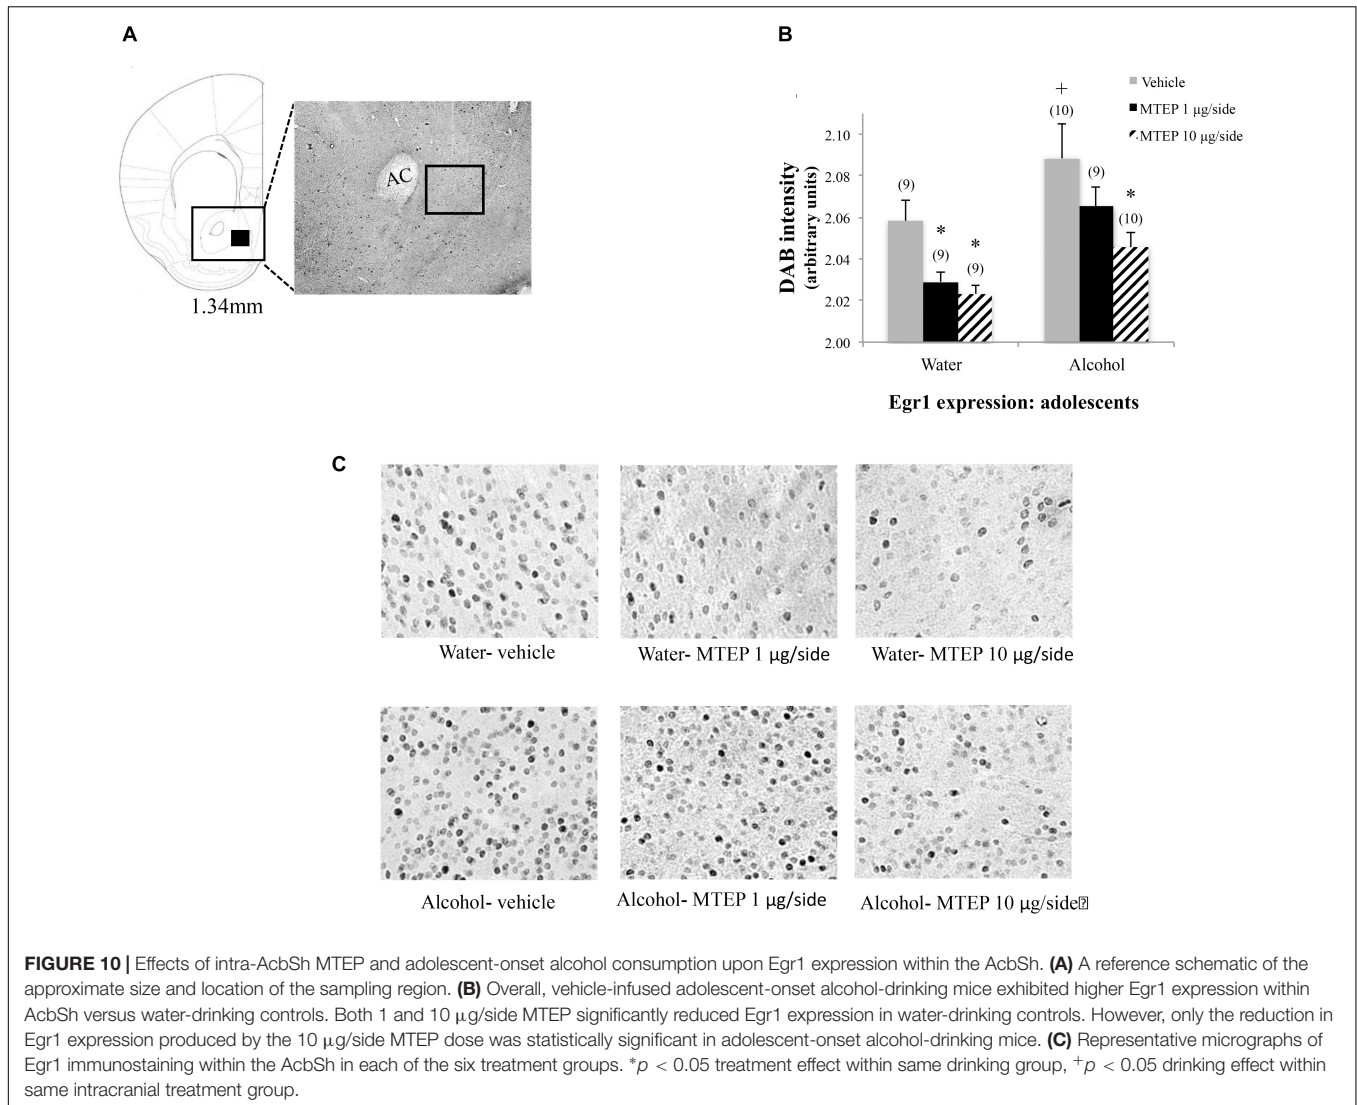 A
AC
1.34mm
B
Vehicle
MTEP 1 μg/side
MTEP 10 μg/side
DAB intensity
(arbitrary units)
2.10
2.08
2.06
2.04
2.02
2.00
(9)
*
(9)
*
(9)
+
(10)
(9)
*
(10)
Water
Alcohol
Egr1 expression: adolescents
C
Water- vehicle
Water- MTEP 1 μg/side
Water- MTEP 10 μg/side
Alcohol- vehicle
Alcohol- MTEP 1 μg/side
Alcohol- MTEP 10 μg/side⍰
FIGURE 10 | Effects of intra-AcbSh MTEP and adolescent-onset alcohol consumption upon Egr1 expression within the AcbSh. (A) A reference schematic of the
approximate size and location of the sampling region. (B) Overall, vehicle-infused adolescent-onset alcohol-drinking mice exhibited higher Egr1 expression within
AcbSh versus water-drinking controls. Both 1 and 10 μg/side MTEP significantly reduced Egr1 expression in water-drinking controls. However, only the reduction in
Egr1 expression produced by the 10 μg/side MTEP dose was statistically significant in adolescent-onset alcohol-drinking mice. (C) Representative micrographs of
Egr1 immunostaining within the AcbSh in each of the six treatment groups. *p < 0.05 treatment effect within same drinking group, +p < 0.05 drinking effect within
same intracranial treatment group.